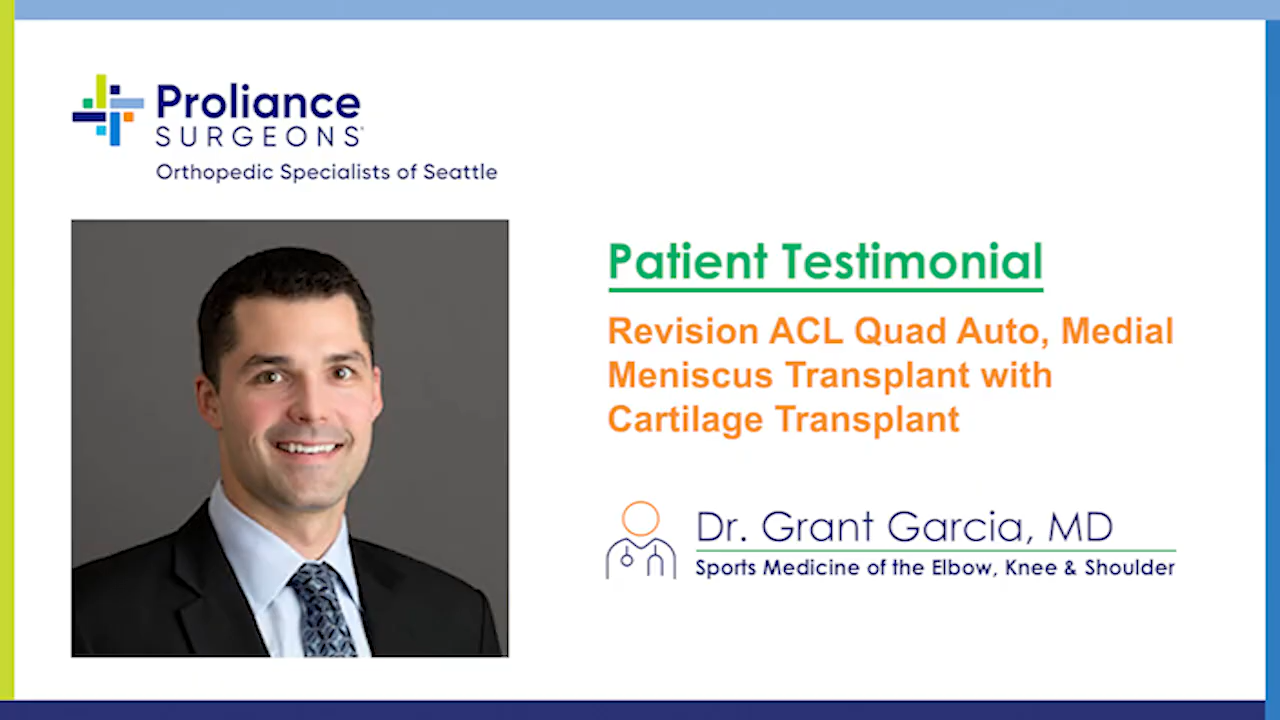 Proliance
SURGEONS®
Orthopedic Specialists of Seattle
Patient Testimonial
Revision ACL Quad Auto, Medial
Meniscus Transplant with
Cartilage Transplant
Dr. Grant Garcia, MD
Sports Medicine of the Elbow, Knee & Shoulder